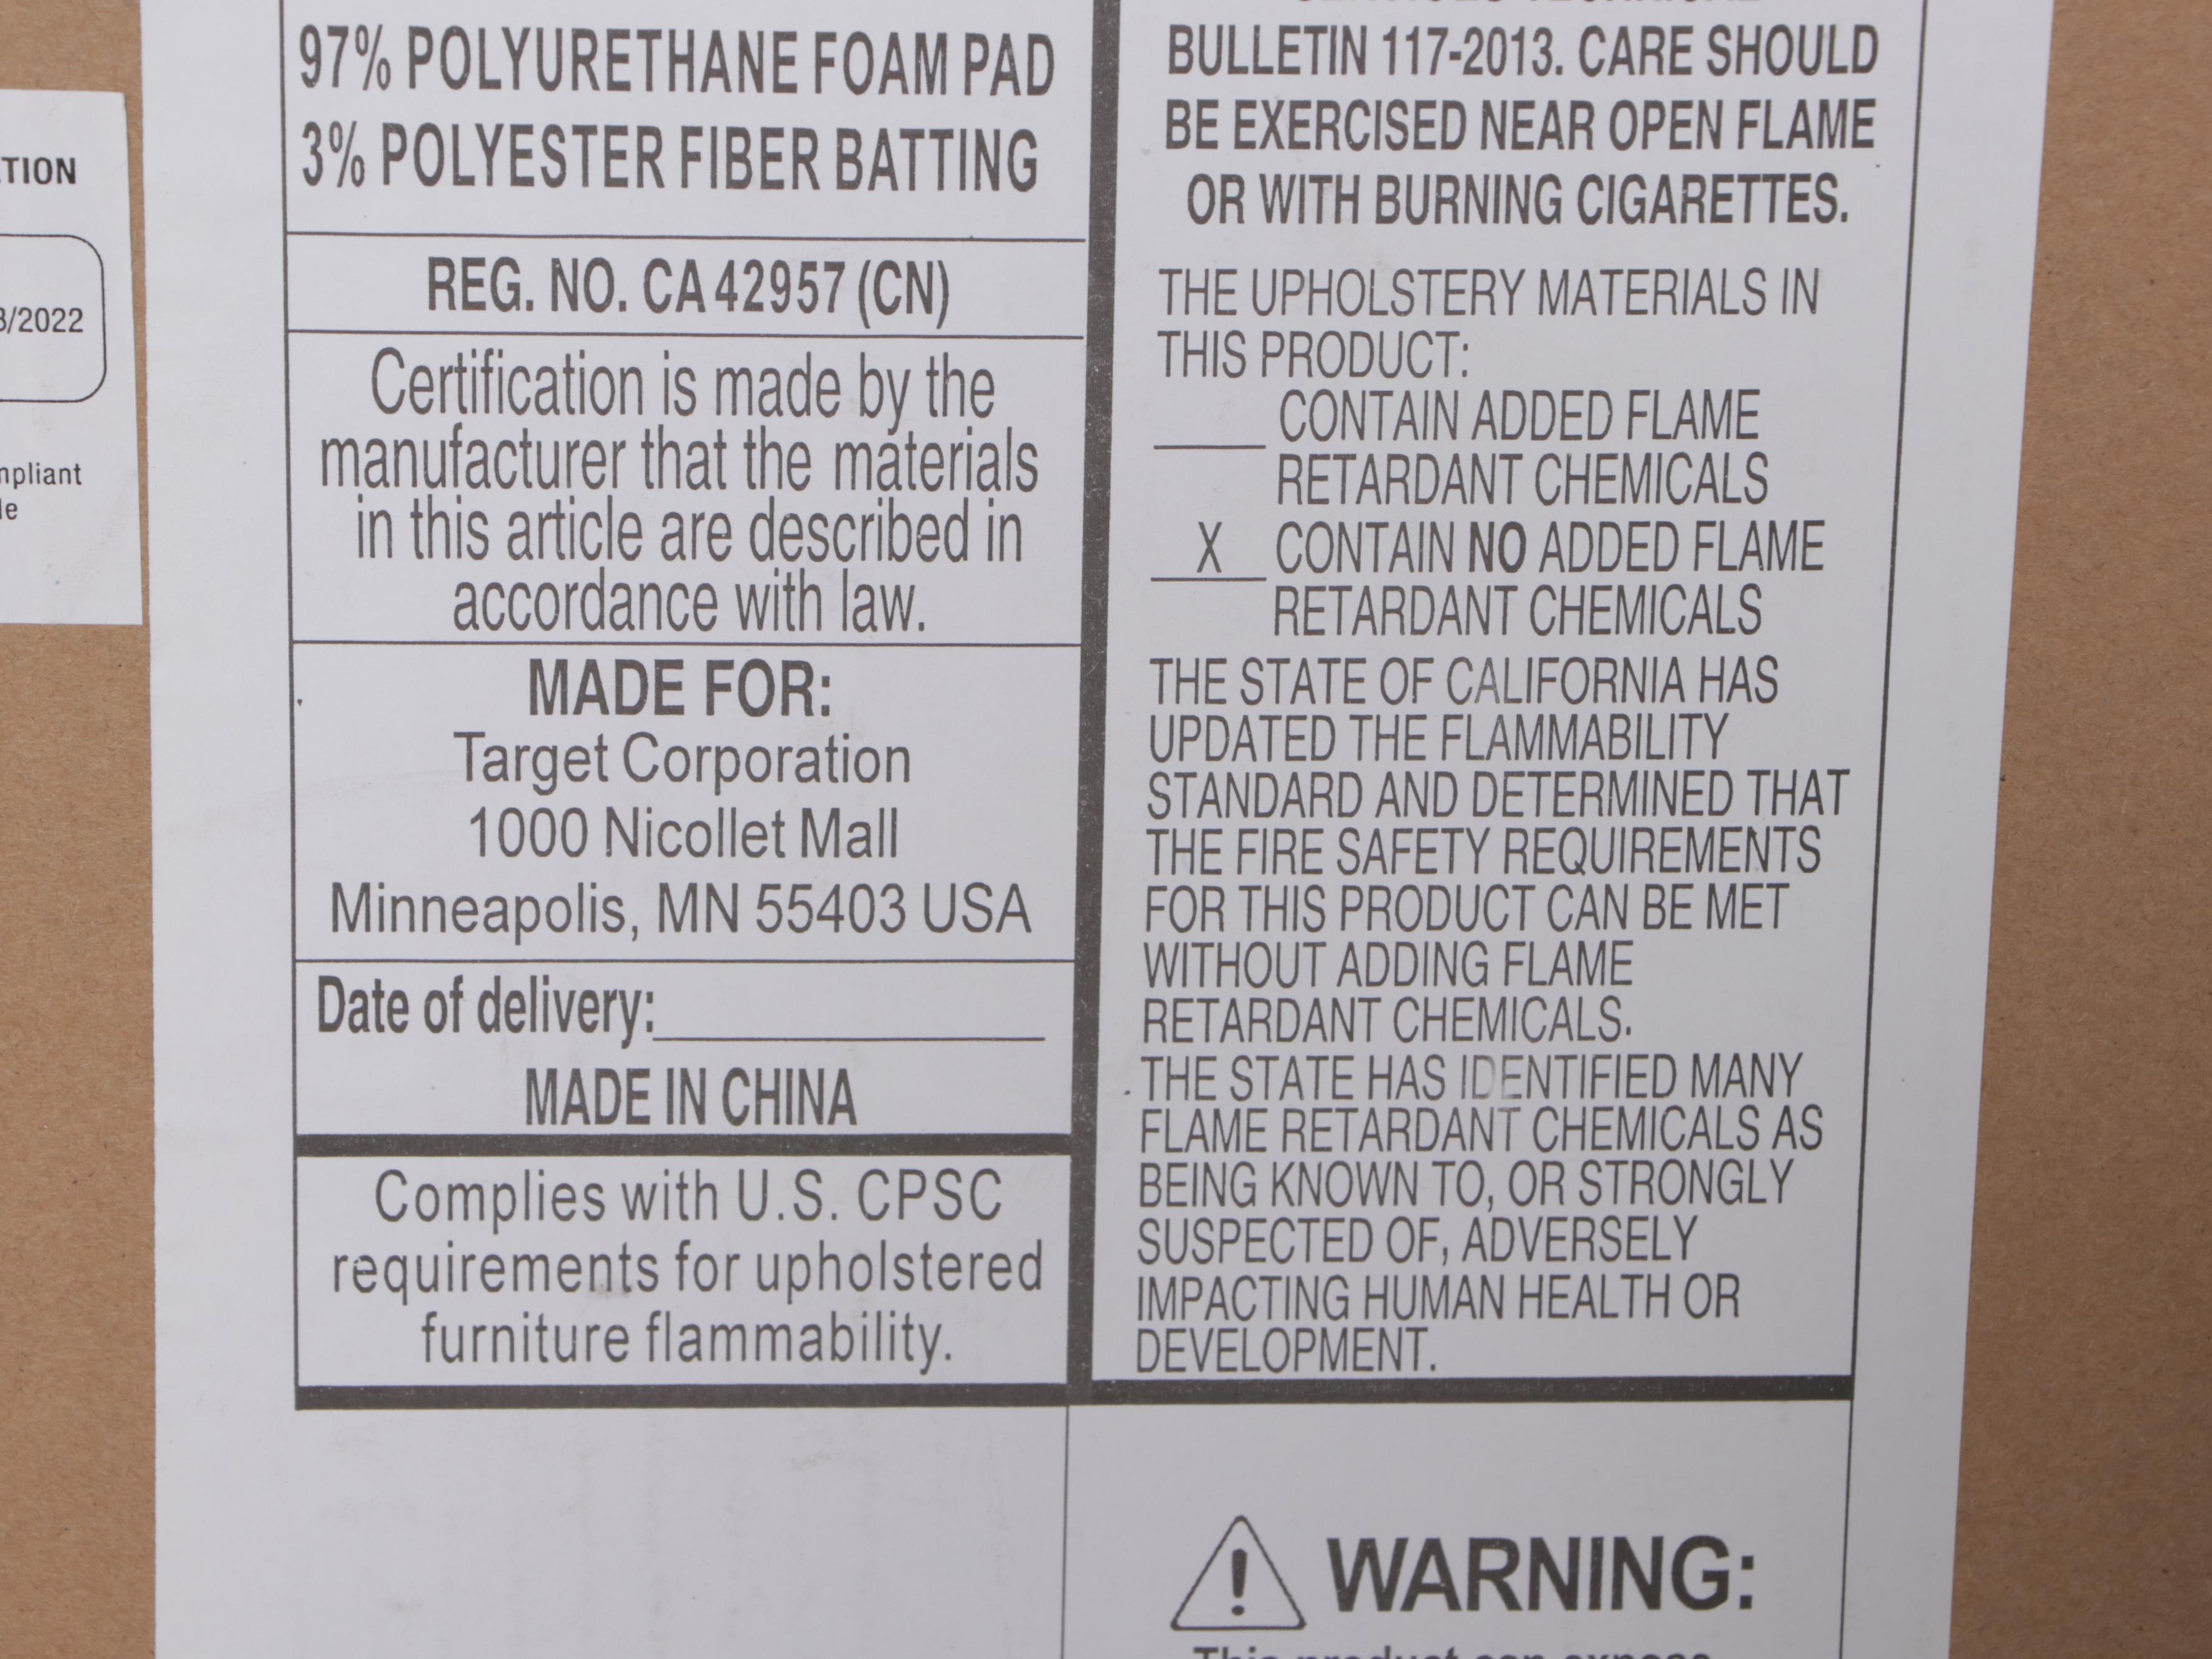 TION
/2022
mpliant
le
97% POLYURETHANE FOAM PAD
3% POLYESTER FIBER BATTING
REG. NO. CA 42957 (CN)
Certification is made by the
manufacturer that the materials
in this article are described in
accordance with law.
MADE FOR:
Target Corporation
1000 Nicollet Mall
Minneapolis, MN 55403 USA
Date of delivery:
MADE IN CHINA
Complies with U.S. CPSC
requirements for upholstered
furniture flammability.
BULLETIN 117-2013. CARE SHOULD
BE EXERCISED NEAR OPEN FLAME
OR WITH BURNING CIGARETTES.
THE UPHOLSTERY MATERIALS IN
THIS PRODUCT:
CONTAIN ADDED FLAME
RETARDANT CHEMICALS
X CONTAIN NO ADDED FLAME
RETARDANT CHEMICALS
THE STATE OF CALIFORNIA HAS
UPDATED THE FLAMMABILITY
STANDARD AND DETERMINED THAT
THE FIRE SAFETY REQUIREMENTS
FOR THIS PRODUCT CAN BE MET
WITHOUT ADDING FLAME
RETARDANT CHEMICALS.
THE STATE HAS IDENTIFIED MANY
FLAME RETARDANT CHEMICALS AS
BEING KNOWN TO, OR STRONGLY
SUSPECTED OF, ADVERSELY
IMPACTING HUMAN HEALTH OR
DEVELOPMENT.
WARNING:
This product can expose